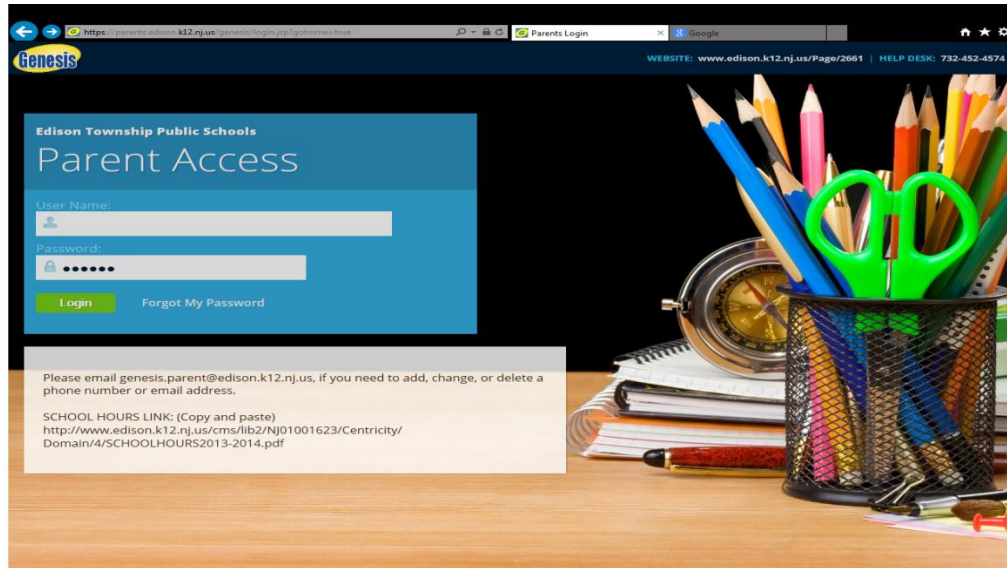 https://parents.edison.k12.nj.us/genesis/login.jsp?gohome=true
Parents Login
Google
Genesis
WEBSITE: www.edison.k12.nj.us/Page/2661 | HELP DESK: 732-452-4574
Edison Township Public Schools
Parent Access
User Name:
Password:
Login Forgot My Password
Please email genesis.parent@edison.k12.nj.us, if you need to add, change, or delete a
phone number or email address.
SCHOOL HOURS LINK: (Copy and paste)
http://www.edison.k12.nj.us/cms/lib2/NJ01001623/Centricity/
Domain/4/SCHOOLHOURS2013-2014.pdf